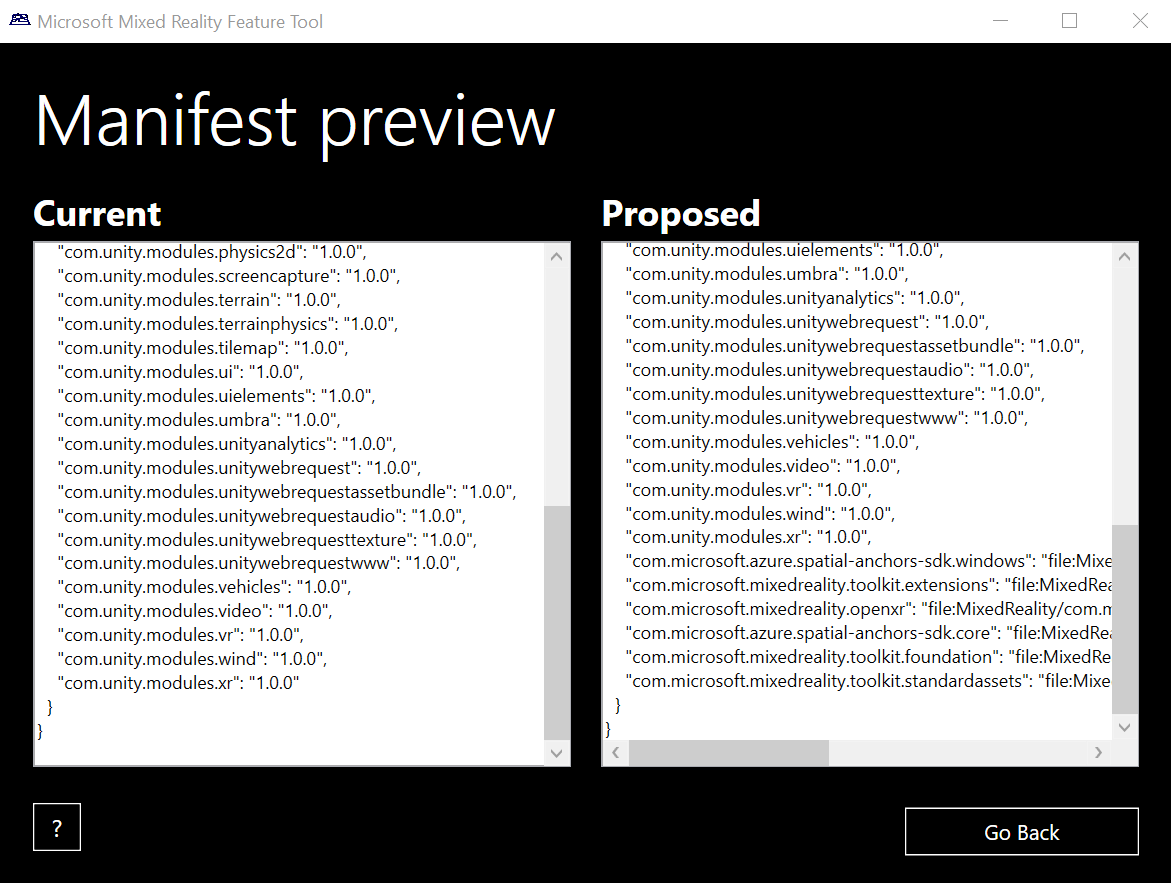 Microsoft Mixed Reality Feature Tool
Manifest preview
Current
"com.unity.modules.physics2d": "1.0.0",
"com.unity.modules.screencapture": "1.0.0",
"com.unity.modules.terrain": "1.0.0",
"com.unity.modules.terrainphysics": "1.0.0",
"com.unity.modules.tilemap": "1.0.0",
"com.unity.modules.ui": "1.0.0",
"com.unity.modules.uielements": "1.0.0",
"com.unity.modules.umbra": "1.0.0",
"com.unity.modules.unityanalytics": "1.0.0",
"com.unity.modules.unitywebrequest": "1.0.0",
"com.unity.modules.unitywebrequestassetbundle": "1.0.0",
"com.unity.modules.unitywebrequestaudio": "1.0.0",
"com.unity.modules.unitywebrequesttexture": "1.0.0",
"com.unity.modules.unitywebrequestwww": "1.0.0",
"com.unity.modules.vehicles": "1.0.0",
"com.unity.modules.video": "1.0.0",
"com.unity.modules.vr": "1.0.0",
"com.unity.modules.wind": "1.0.0",
"com.unity.modules.xr": "1.0.0"
}
}
Proposed
"com.unity.modules.uielements": "1.0.0",
"com.unity.modules.umbra": "1.0.0",
"com.unity.modules.unityanalytics": "1.0.0",
"com.unity.modules.unitywebrequest": "1.0.0",
"com.unity.modules.unitywebrequestassetbundle": "1.0.0",
"com.unity.modules.unitywebrequestaudio": "1.0.0",
"com.unity.modules.unitywebrequesttexture": "1.0.0",
"com.unity.modules.unitywebrequestwww": "1.0.0",
"com.unity.modules.vehicles": "1.0.0",
"com.unity.modules.video": "1.0.0",
"com.unity.modules.vr": "1.0.0",
"com.unity.modules.wind": "1.0.0",
"com.unity.modules.xr": "1.0.0",
"com.microsoft.azure.spatial-anchors-sdk.windows": "file:Mixe
"com.microsoft.mixedreality.toolkit.extensions": "file:MixedRea
"com.microsoft.mixedreality.openxr": "file:MixedReality/com.m
"com.microsoft.azure.spatial-anchors-sdk.core": "file:MixedRea
"com.microsoft.mixedreality.toolkit.foundation": "file:MixedRe
"com.microsoft.mixedreality.toolkit.standardassets": "file:Mixe
}
}
?
Go Back